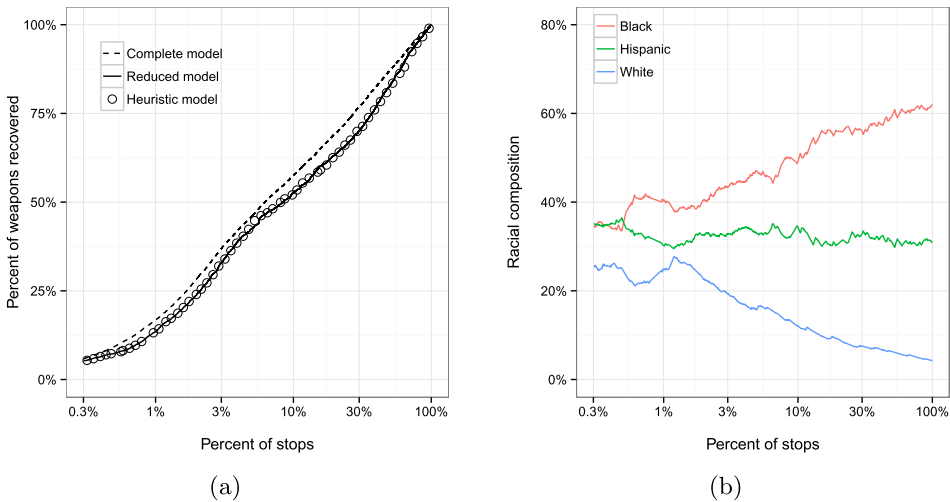 100%
75%
50%
25%
0%
Percent of weapons recovered
Complete model
Reduced model
Heuristic model
0.3% 1% 3% 10% 30% 100%
Percent of stops
(a)
80%
60%
40%
20%
0%
Racial composition
Black
Hispanic
White
0.3% 1% 3% 10% 30% 100%
Percent of stops
(b)